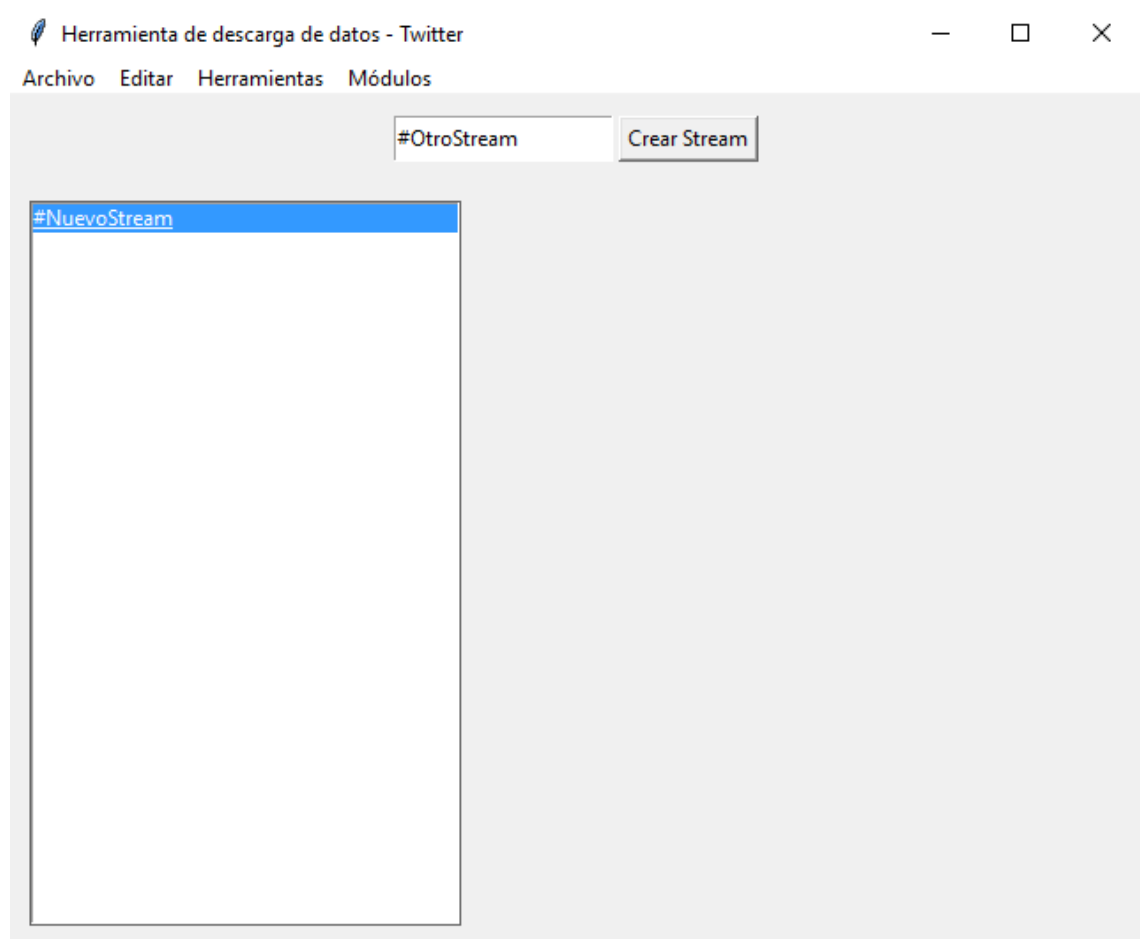 Herramienta de descarga de datos - Twitter
Archivo Editar Herramientas Módulos
#OtroStream Crear Stream
#NuevoStream